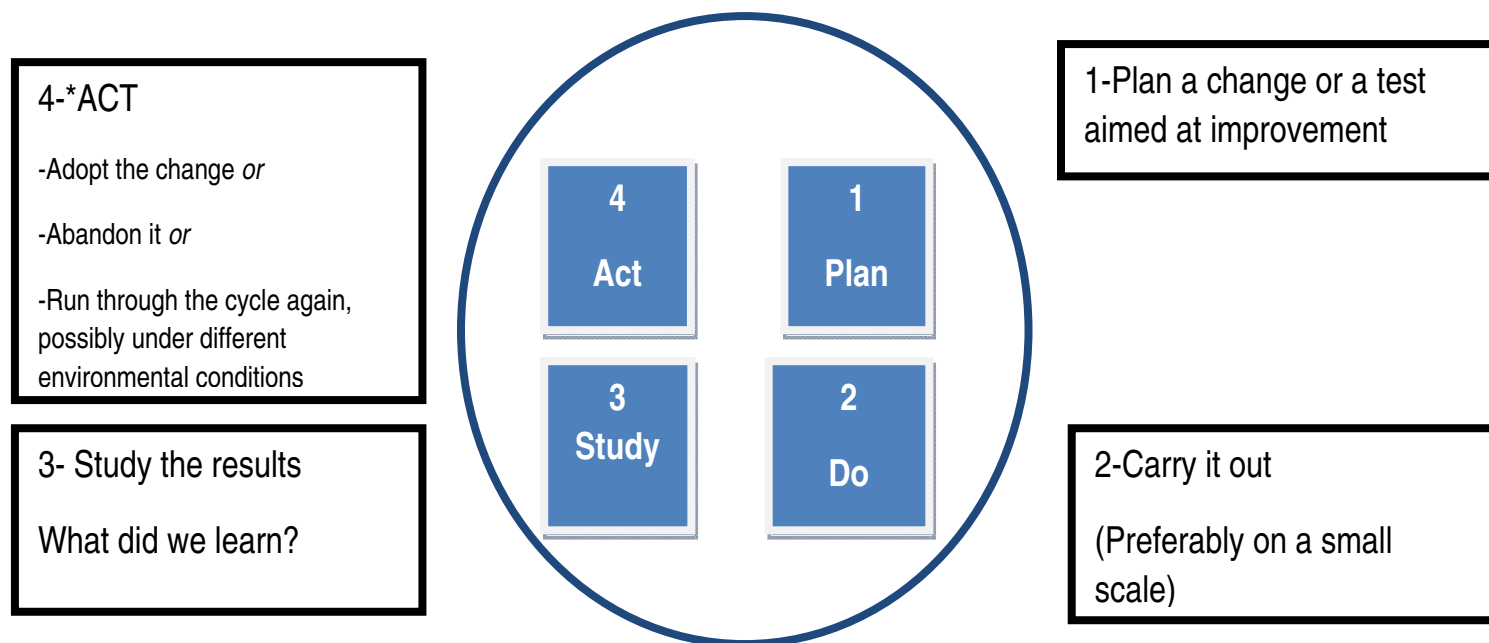 4-*ACT
-Adopt the change or
-Abandon it or
-Run through the cycle again,
possibly under different
environmental conditions
3- Study the results
What did we learn?
4
Act
1
Plan
3
Study
2
Do
1-Plan a change or a test
aimed at improvement
2-Carry it out
(Preferably on a small
scale)